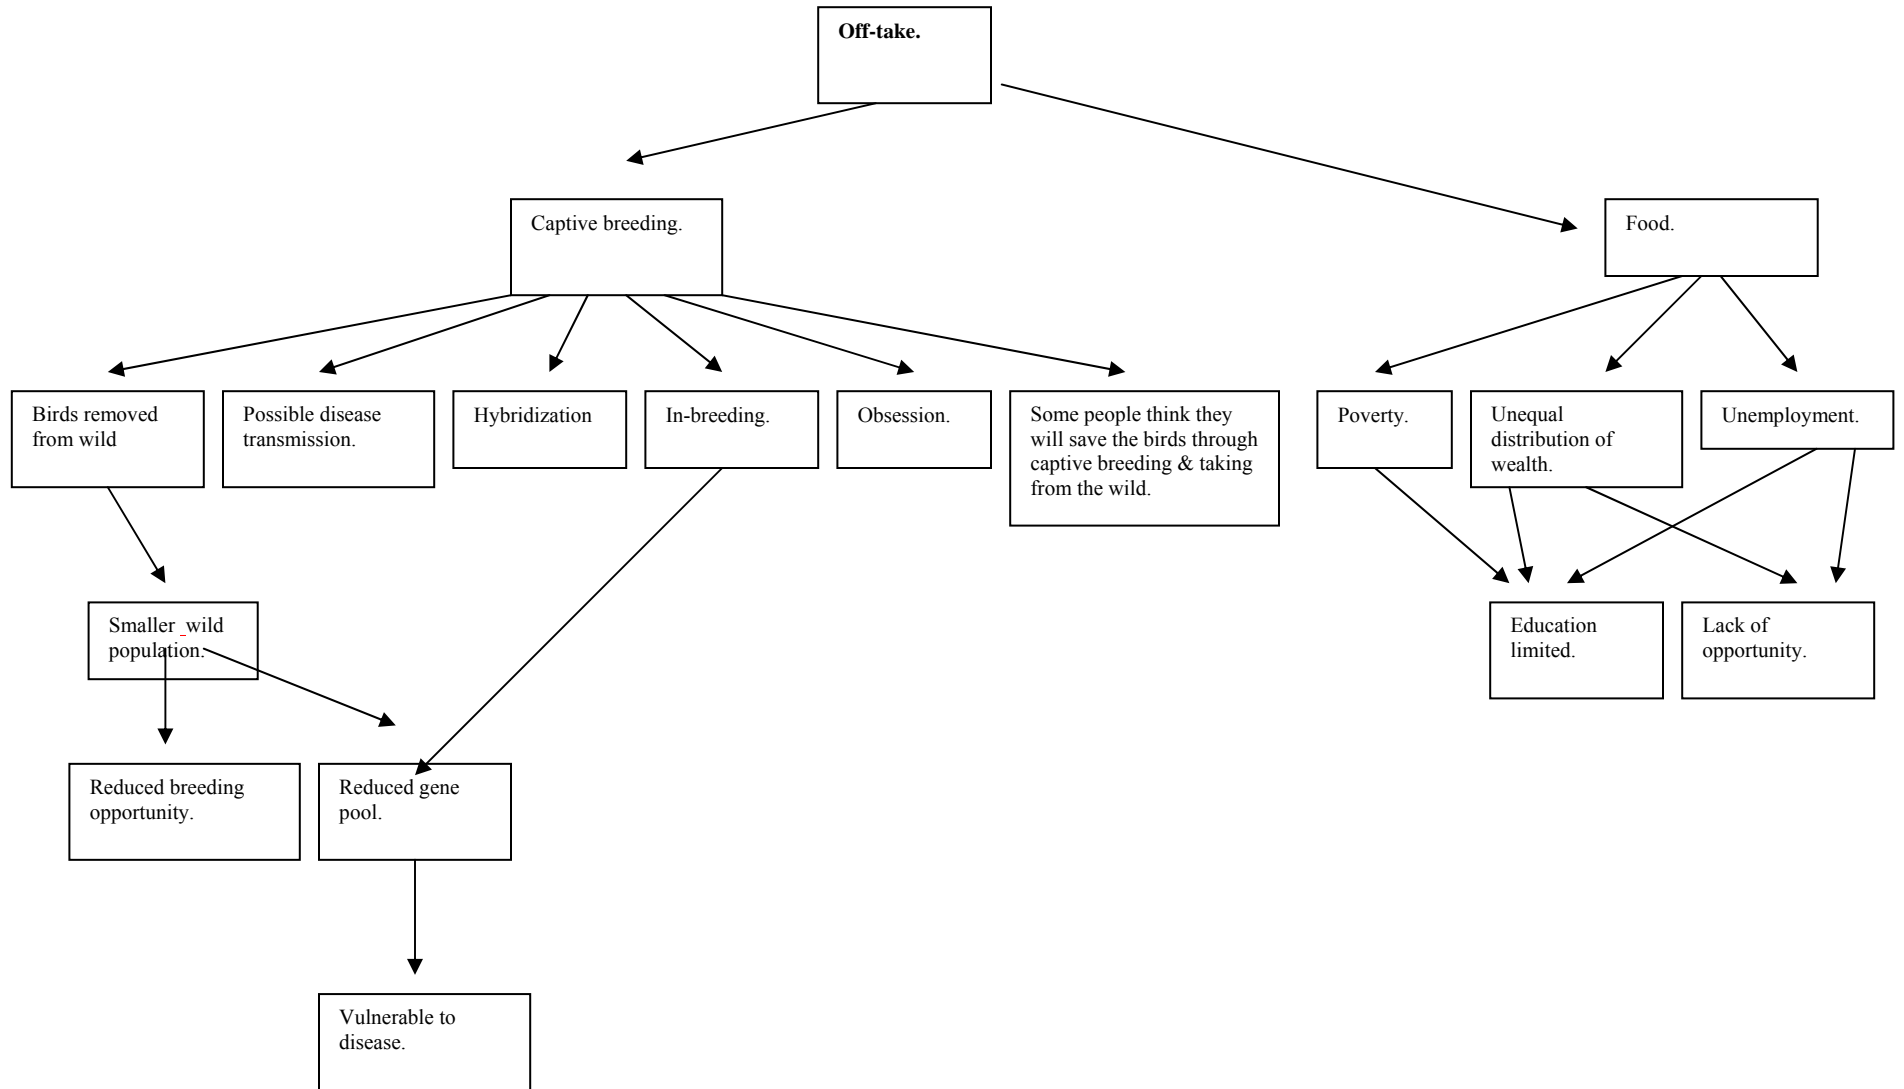 Off-take.
Captive breeding.
Food.
Birds removed
from wild
Possible disease
transmission.
Hybridization
In-breeding.
Obsession.
Some people think they
will save the birds through
captive breeding & taking
from the wild.
Poverty.
Unequal
distribution of
wealth.
Unemployment.
Smaller wild
population.
Education
limited.
Lack of
opportunity.
Reduced breeding
opportunity.
Reduced gene
pool.
Vulnerable to
disease.